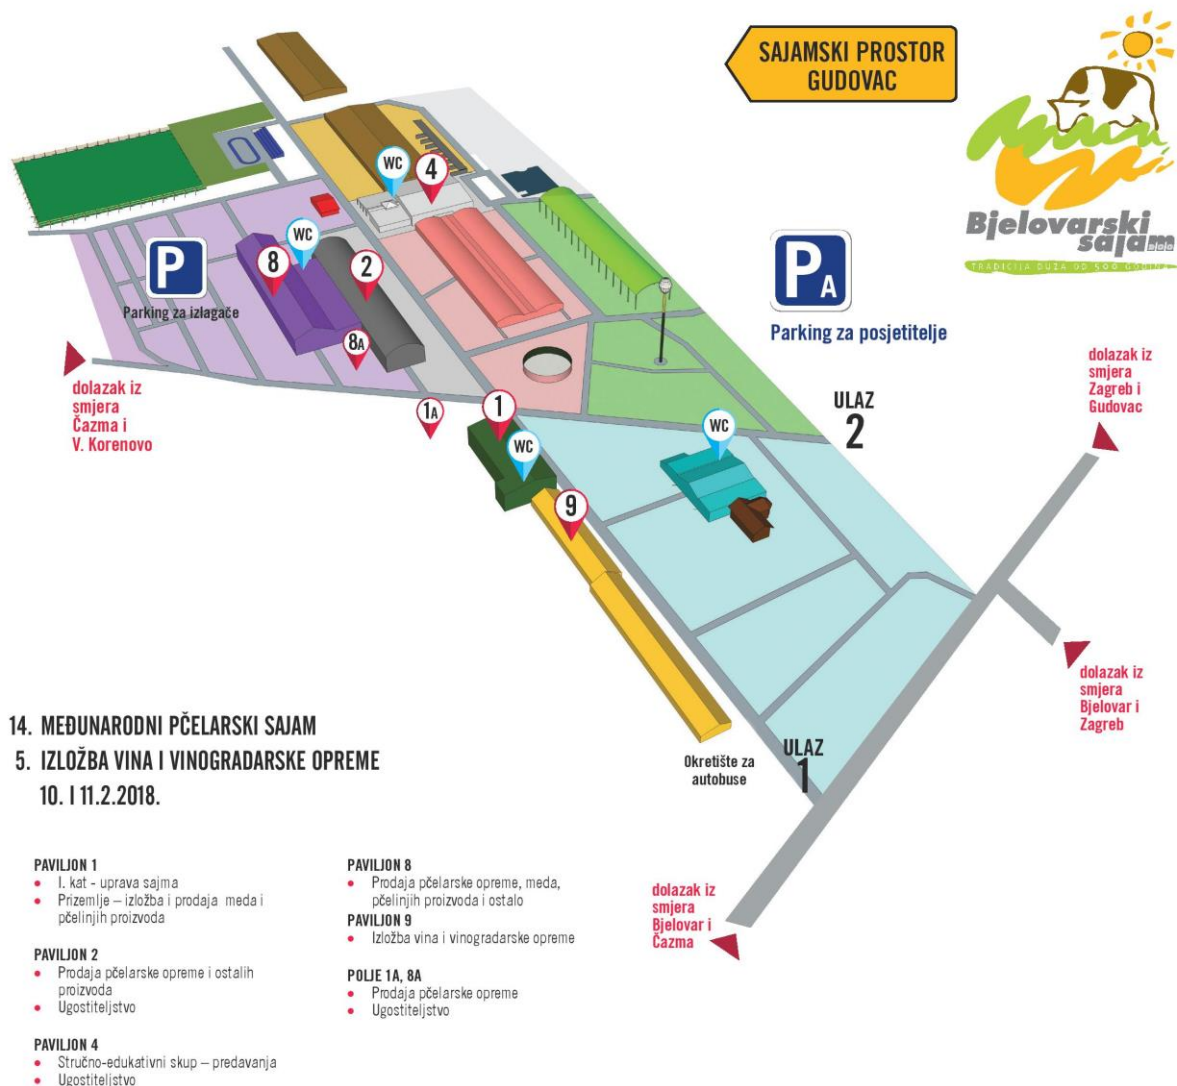 SAJAMSKI PROSTOR
GUDOVAC
Bjelovarski
sajam
TRADICIJA DUŽA OD 500 GODINA
WC
4
P
Parking za izlagače
8
WC
2
8A
PA
Parking za posjetitelje
dolazak iz
smjera
Čazma i
V. Korenovo
1A
1
WC
9
WC
ULAZ
2
dolazak iz
smjera
Zagreb i
Gudovac
dolazak iz
smjera
Bjelovar i
Zagreb
Okretište za
autobuse
ULAZ
1
dolazak iz
smjera
Bjelovar i
Čazma
14. MEĐUNARODNI PČELARSKI SAJAM
5. IZLOŽBA VINA I VINOGRADARSKE OPREME
10. I 11.2.2018.
PAVILJON 1
• I. kat - uprava sajma
• Prizemlje – izložba i prodaja meda i
pčelinjih proizvoda
PAVILJON 2
• Prodaja pčelarske opreme i ostalih
proizvoda
• Ugostiteljstvo
PAVILJON 4
• Stručno-edukativni skup – predavanja
• Ugostiteljstvo
PAVILJON 8
• Prodaja pčelarske opreme, meda,
pčelinjih proizvoda i ostalo
PAVILJON 9
• Izložba vina i vinogradarske opreme
POLJE 1A, 8A
• Prodaja pčelarske opreme
• Ugostiteljstvo